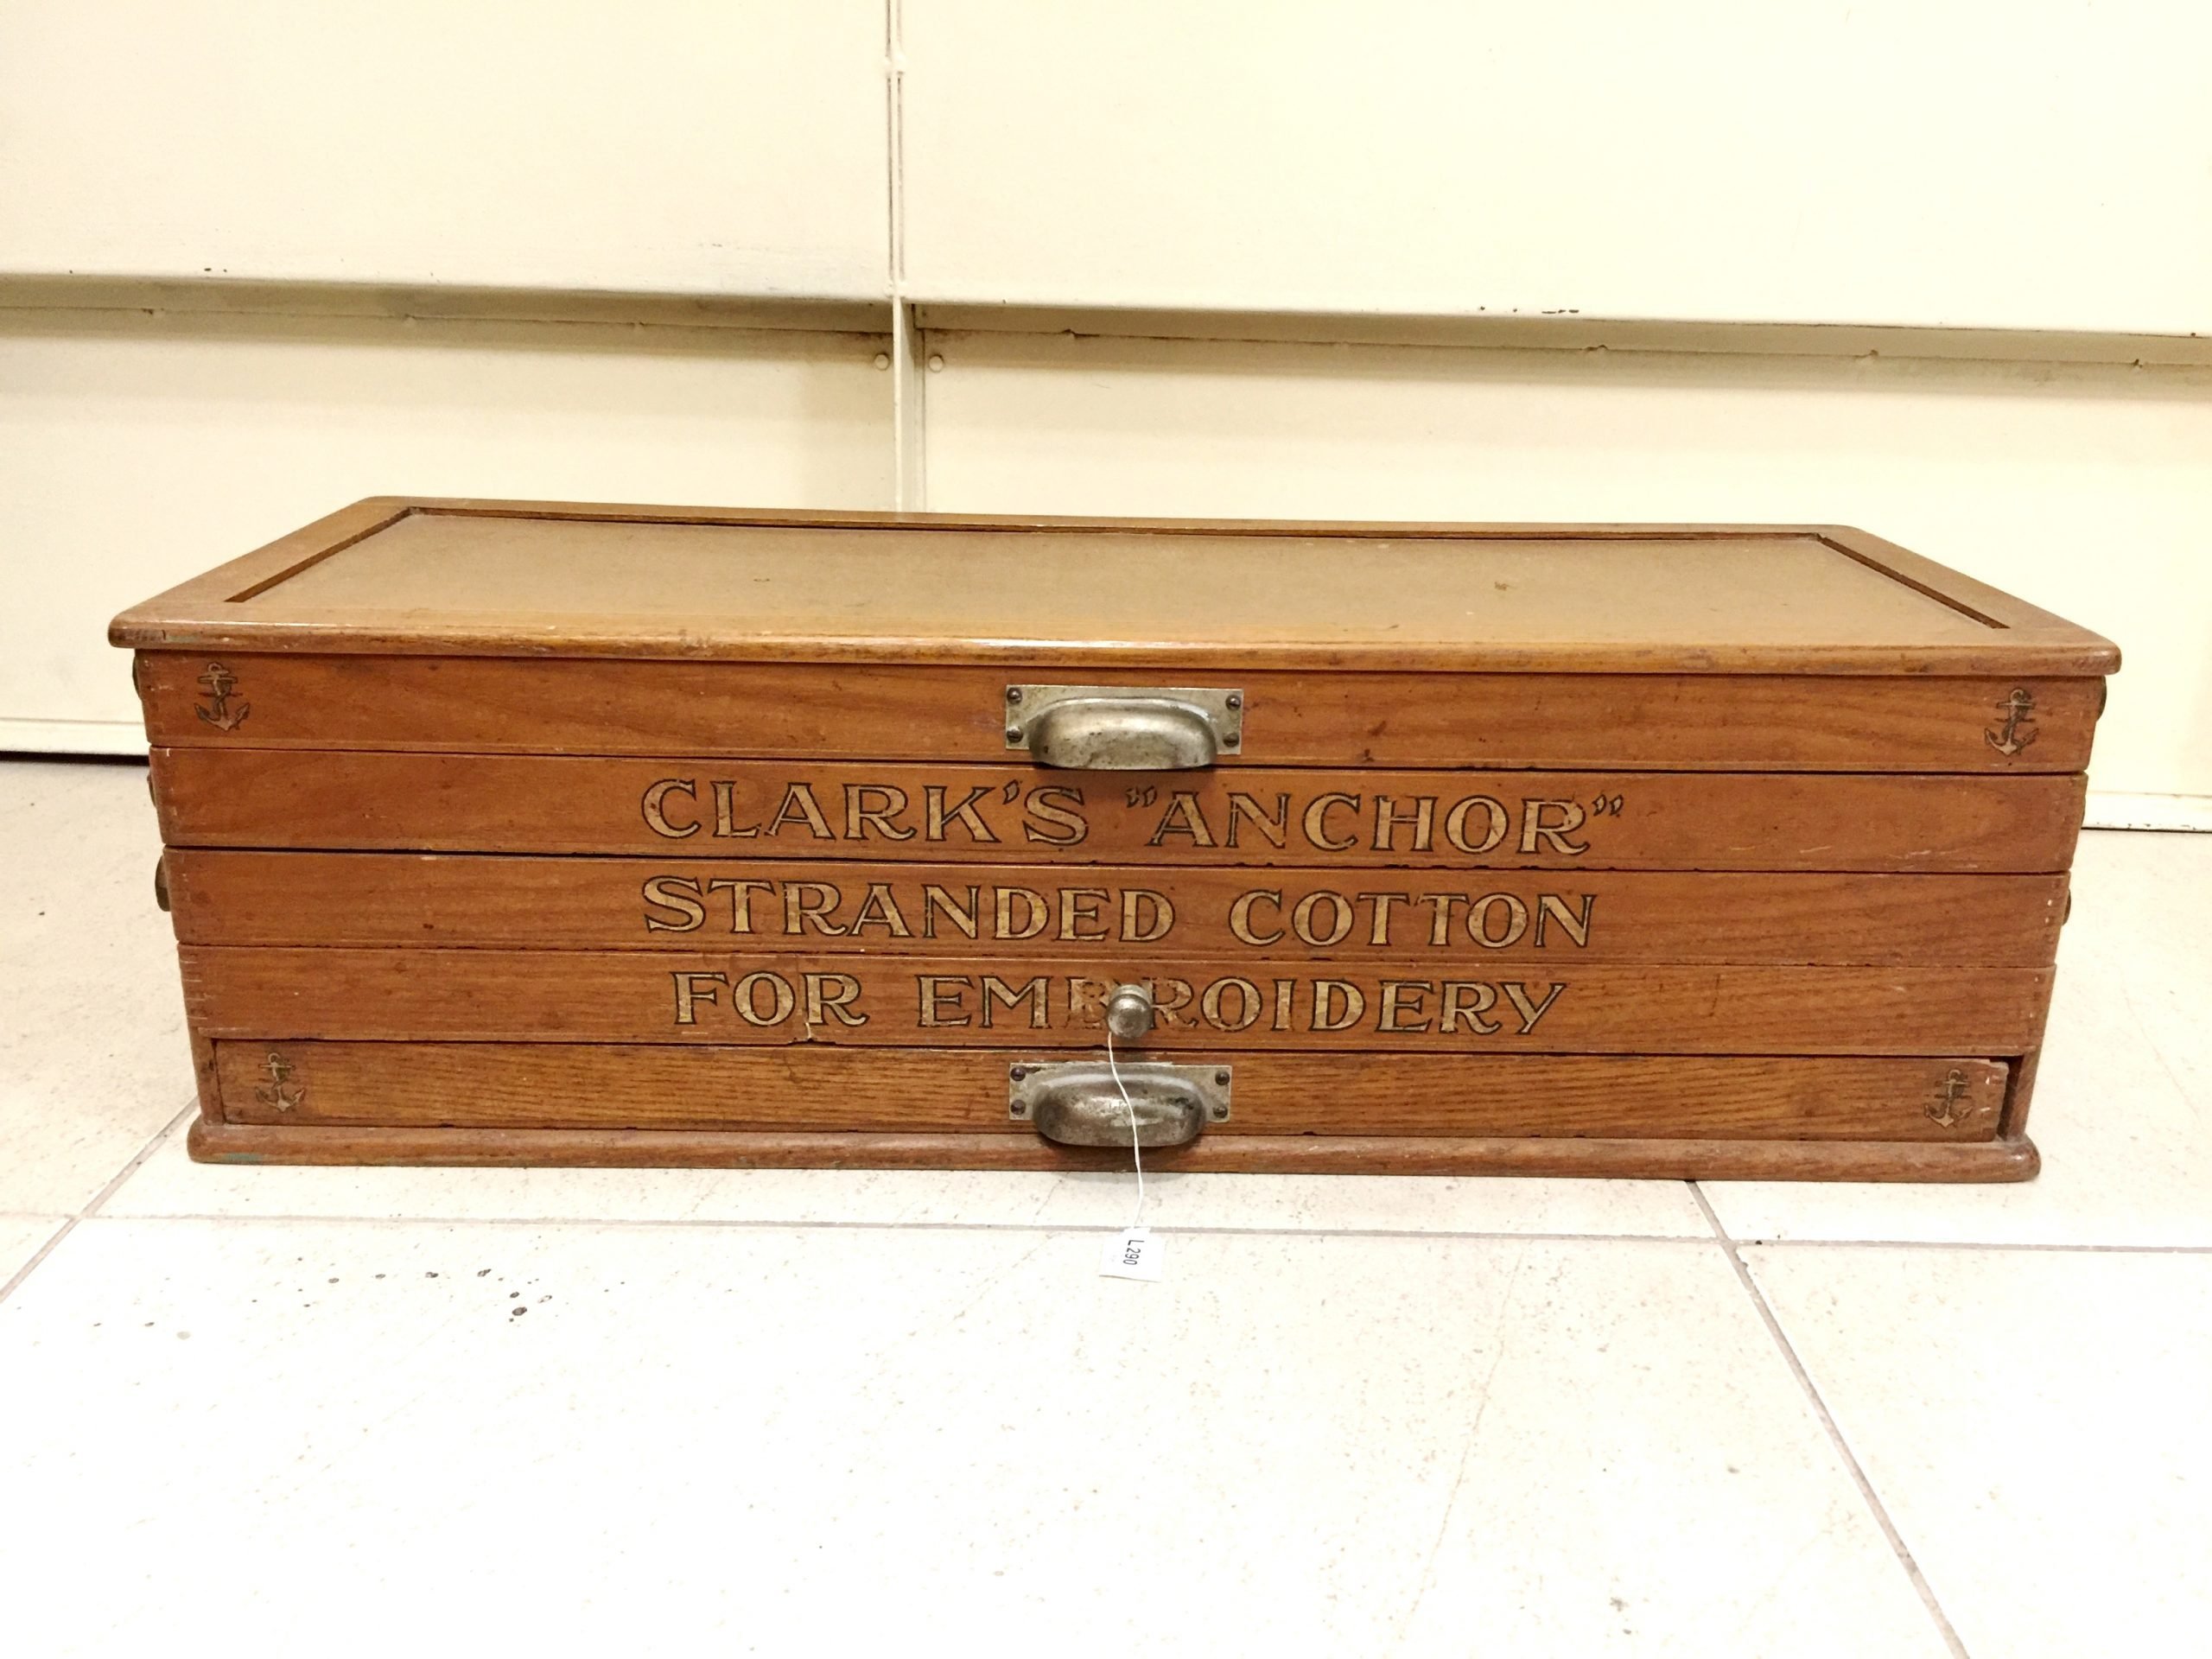 CLARK'S "ANCHOR"
STRANDED COTTON
FOR EMBROIDERY
L290